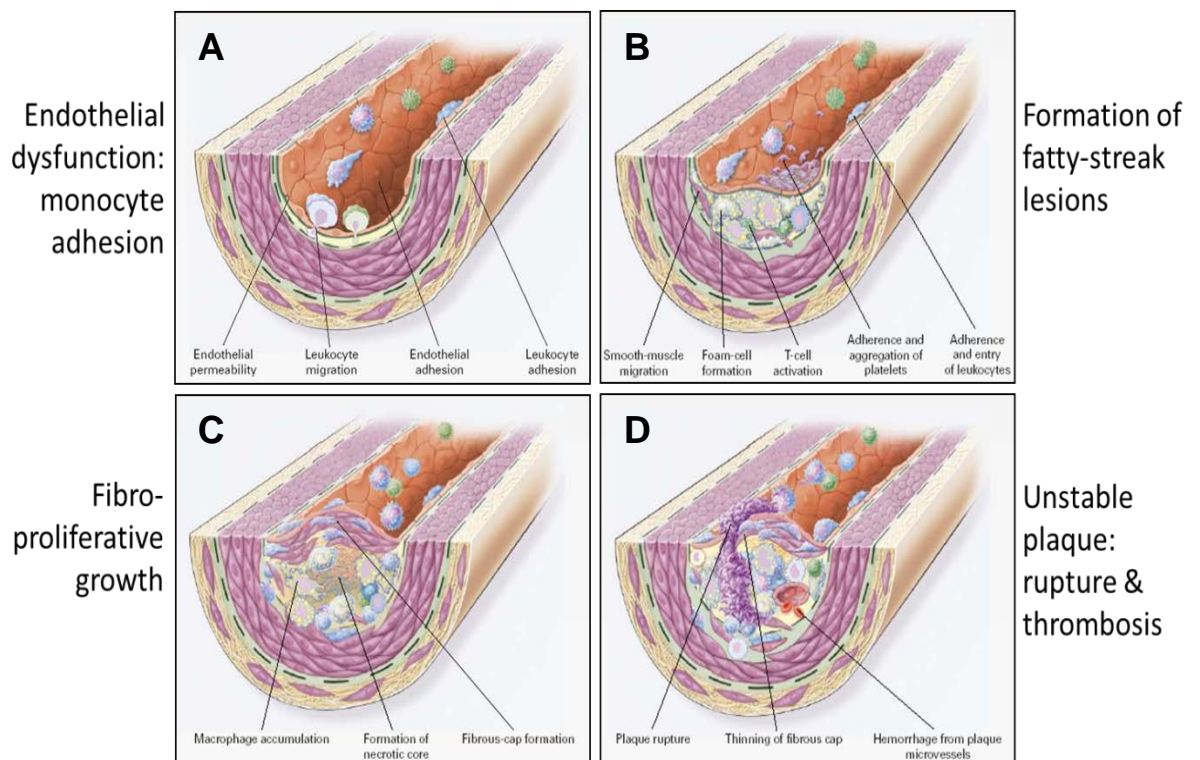 A
Endothelial
dysfunction:
monocyte
adhesion
Endothelial
permeability
Leukocyte
migration
Endothelial
adhesion
Leukocyte
adhesion
B
Formation of
fatty-streak
lesions
Smooth-muscle
migration
Foam-cell
formation
T-cell
activation
Adherence and
aggregation of
platelets
Adherence
and entry
of leukocytes
C
Fibro-
proliferative
growth
Macrophage accumulation
Formation of
necrotic core
Fibrous-cap formation
D
Unstable
plaque:
rupture &
thrombosis
Plaque rupture
Thinning of fibrous cap
Hemorrhage from plaque
microvessels